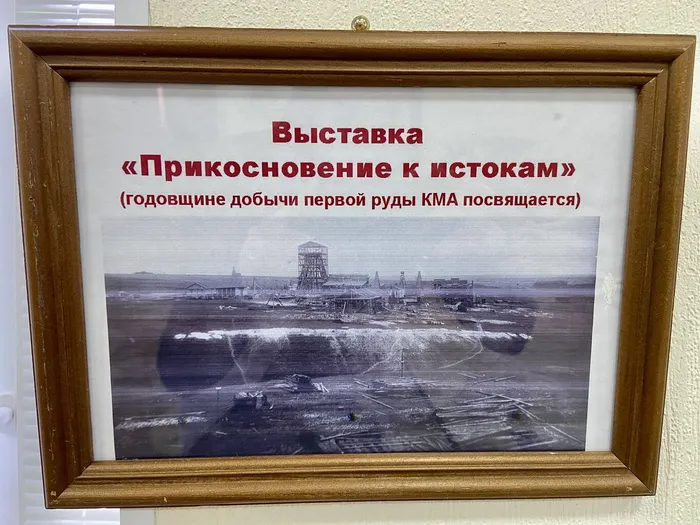 Выставка
«Прикосновение к истокам»
(годовщине добычи первой руды КМА посвящается)